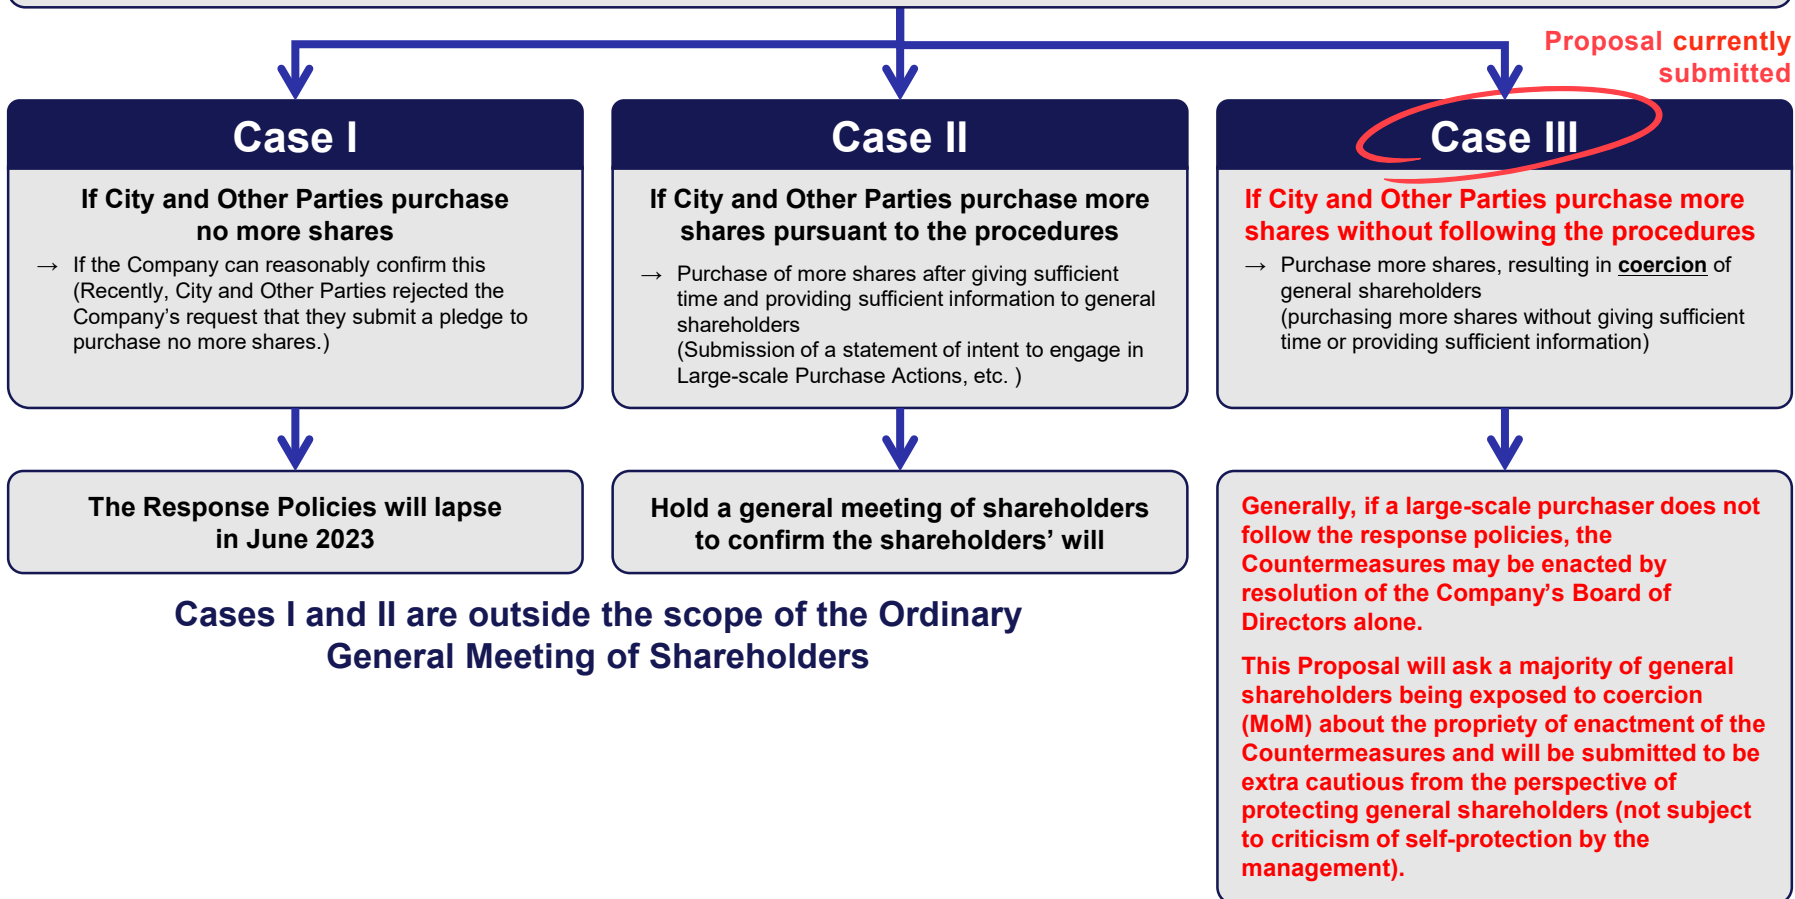 Proposal currently
submitted
Case I
If City and Other Parties purchase
no more shares
→ If the Company can reasonably confirm this
(Recently, City and Other Parties rejected the
Company’s request that they submit a pledge to
purchase no more shares.)
The Response Policies will lapse
in June 2023
Case II
If City and Other Parties purchase more
shares pursuant to the procedures
→ Purchase of more shares after giving sufficient
time and providing sufficient information to general
shareholders
(Submission of a statement of intent to engage in
Large-scale Purchase Actions, etc. )
Hold a general meeting of shareholders
to confirm the shareholders’ will
Cases I and II are outside the scope of the Ordinary
General Meeting of Shareholders
Case III
If City and Other Parties purchase more
shares without following the procedures
→ Purchase more shares, resulting in coercion of
general shareholders
(purchasing more shares without giving sufficient
time or providing sufficient information)
Generally, if a large-scale purchaser does not
follow the response policies, the
Countermeasures may be enacted by
resolution of the Company’s Board of
Directors alone.
This Proposal will ask a majority of general
shareholders being exposed to coercion
(MoM) about the propriety of enactment of the
Countermeasures and will be submitted to be
extra cautious from the perspective of
protecting general shareholders (not subject
to criticism of self-protection by the
management).